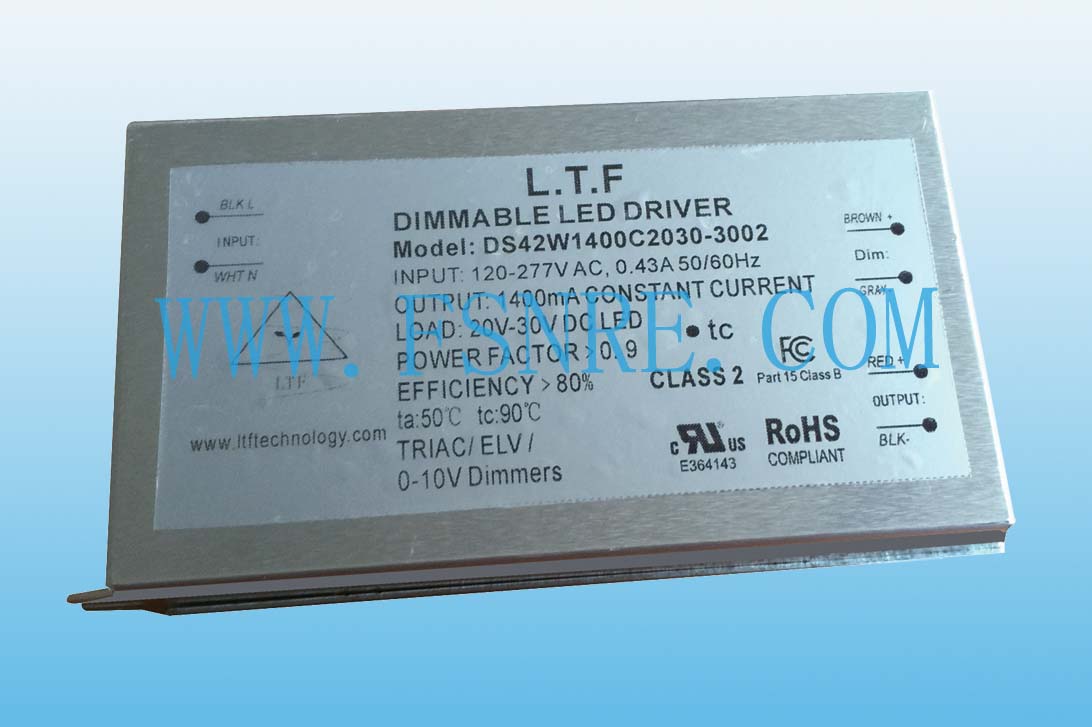 L.T.F
DIMMABLE LED DRIVER
Model: DS42W1400C2030-3002
INPUT: 120-277V AC, 0.43A 50/60Hz
OUTPUT: 1400mA CONSTANT CURRENT
LOAD: 20V-30V DC LED
POWER FACTOR > 0.9
EFFICIENCY > 80%
ta:50℃ tc:90℃
TRIAC/ ELV /
0-10V Dimmers
BLK L
INPUT:
WHT N
LTF
www.ltftechnology.com
tc
CLASS 2
FC
Part 15 Class B
c RU US
E364143
RoHS
COMPLIANT
BROWN +
Dim:
GRAY -
RED +
OUTPUT:
BLK-
WWW.FSNRE.COM